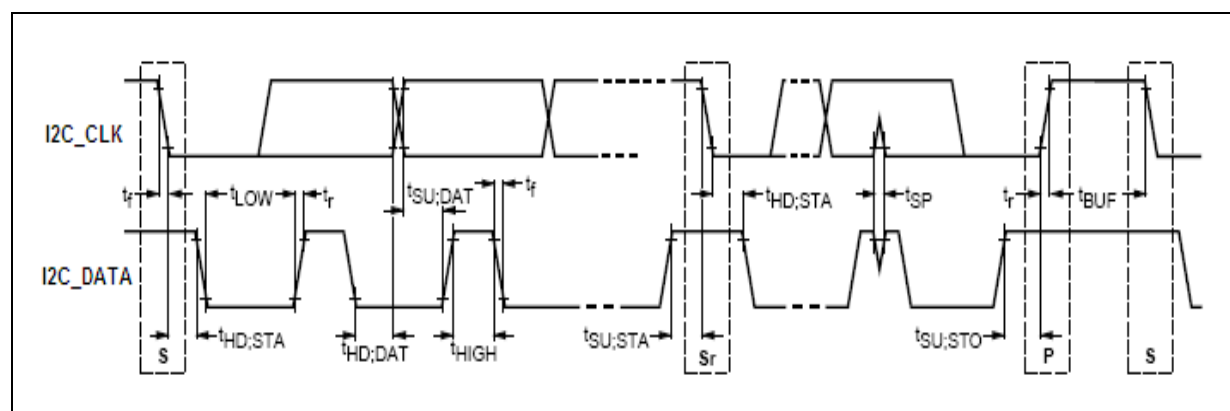 I2C_CLK
tf tLOW tr tSU;DAT tf tHD;STA tSP tr tBUF
I2C_DATA
tHD;STA tHD;DAT tHIGH tSU;STA tSU;STO
S Sr P S